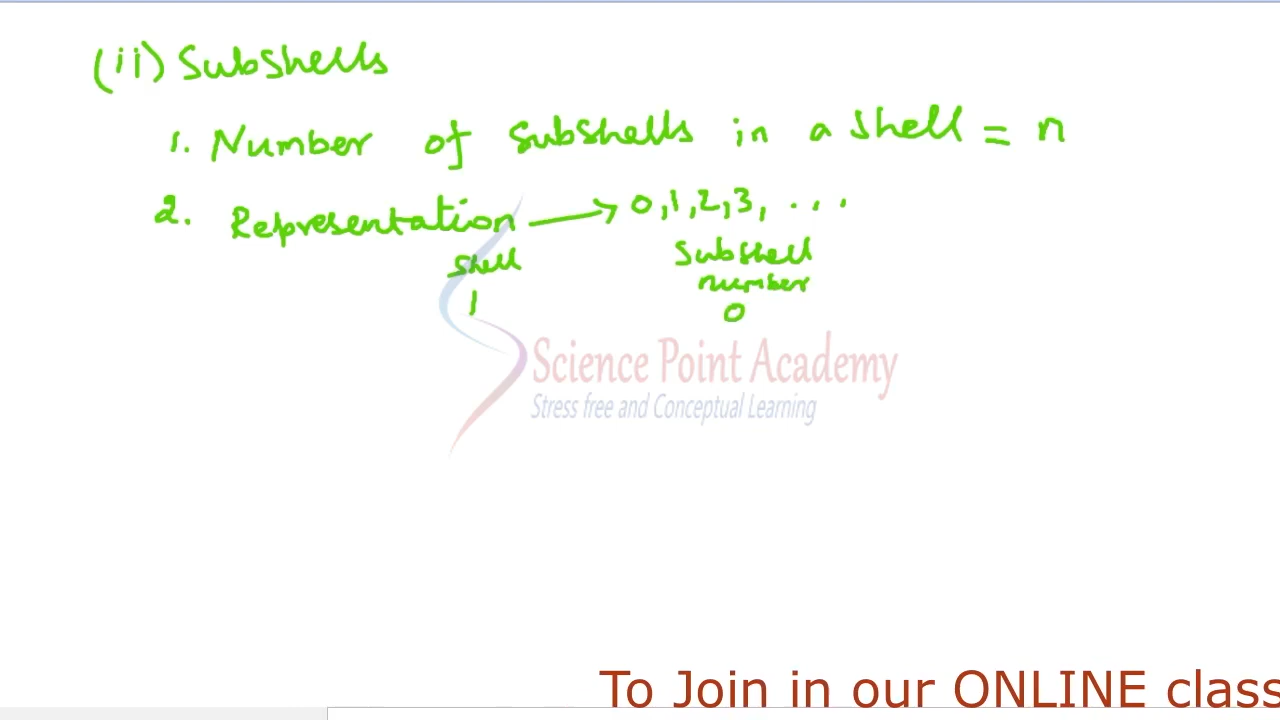 (ii) Subshells
1. Number of Subshells in a Shell = n
2. Representation → 0,1,2,3, . . .
Shell Subshell
number
1 0
Science Point Academy
Stress free and Conceptual Learning
To Join in our ONLINE class